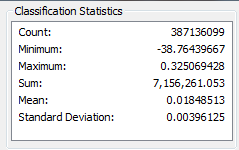 Classification Statistics
Count: 387136099
Minimum: -38.76439667
Maximum: 0.325069428
Sum: 7,156,261.053
Mean: 0.01848513
Standard Deviation: 0.00396125